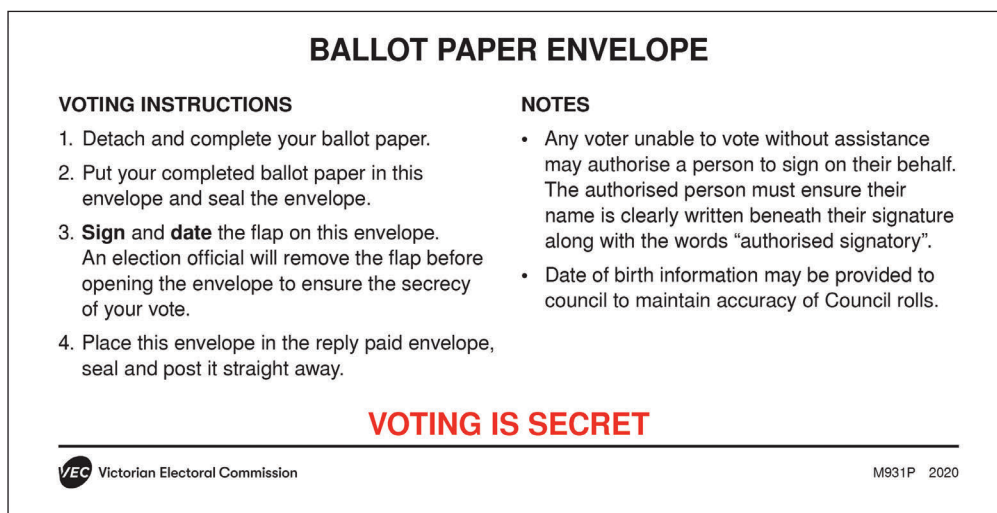 BALLOT PAPER ENVELOPE
VOTING INSTRUCTIONS
1. Detach and complete your ballot paper.
2. Put your completed ballot paper in this
envelope and seal the envelope.
3. Sign and date the flap on this envelope.
An election official will remove the flap before
opening the envelope to ensure the secrecy
of your vote.
4. Place this envelope in the reply paid envelope,
seal and post it straight away.
NOTES
• Any voter unable to vote without assistance
may authorise a person to sign on their behalf.
The authorised person must ensure their
name is clearly written beneath their signature
along with the words “authorised signatory”.
• Date of birth information may be provided to
council to maintain accuracy of Council rolls.
VOTING IS SECRET
VEC Victorian Electoral Commission
M931P 2020